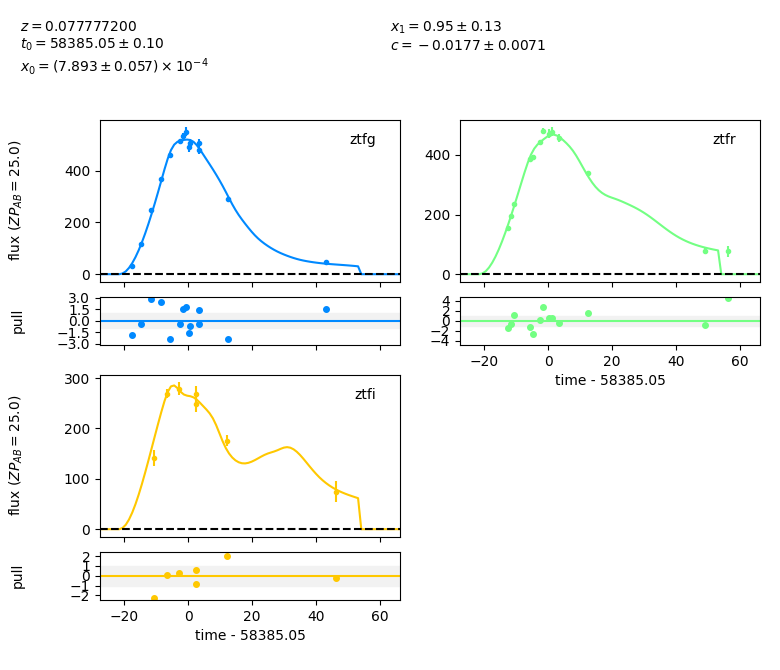 z = 0.077777200
t₀ = 58385.05 ± 0.10
x₀ = (7.893 ± 0.057) × 10⁻⁴
x₁ = 0.95 ± 0.13
c = −0.0177 ± 0.0071
flux (ZP_AB = 25.0)
ztfg
400
200
0
pull
3.0
1.5
0.0
−1.5
−3.0
ztfr
400
200
0
4
2
0
−2
−4
−20 0 20 40 60
time - 58385.05
flux (ZP_AB = 25.0)
ztfi
300
200
100
0
pull
2
1
0
−1
−2
−20 0 20 40 60
time - 58385.05